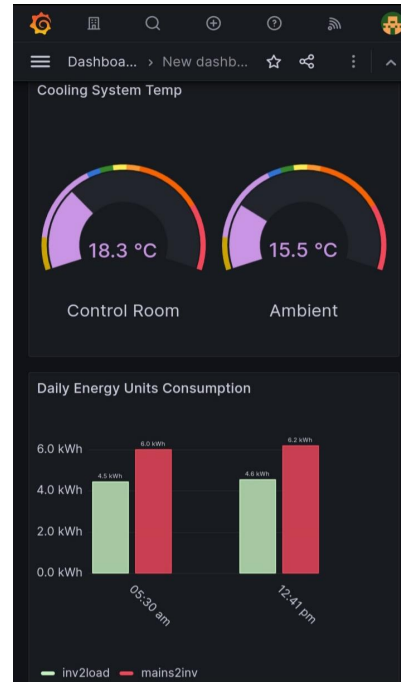 Dashboa... › New dashb...
Cooling System Temp
18.3 °C
15.5 °C
Control Room
Ambient
Daily Energy Units Consumption
6.0 kWh
4.0 kWh
2.0 kWh
0.0 kWh
4.5 kWh
6.0 kWh
4.6 kWh
6.2 kWh
05:30 am
12:41 pm
inv2load
mains2inv